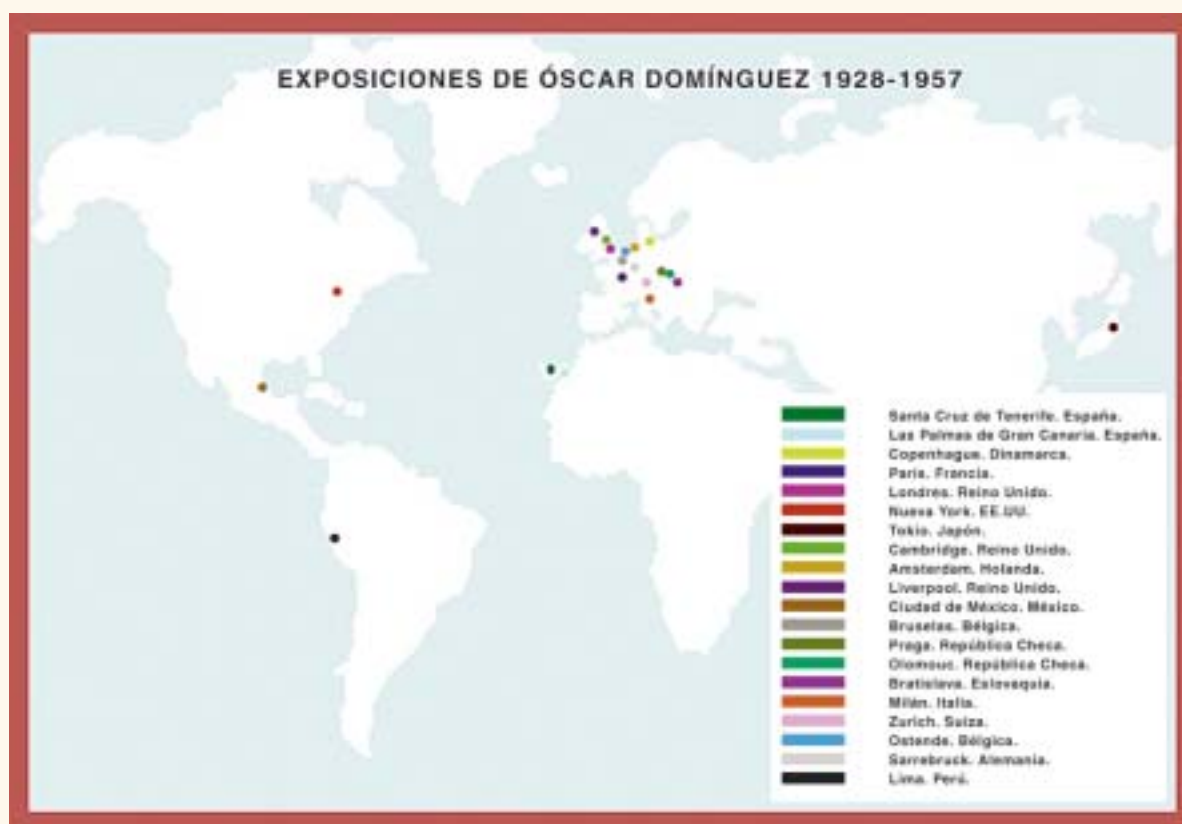 EXPOSICIONES DE ÓSCAR DOMÍNGUEZ 1928-1957
Santa Cruz de Tenerife. España.
Las Palmas de Gran Canaria. España.
Copenhague. Dinamarca.
París. Francia.
Londres. Reino Unido.
Nueva York. EE.UU.
Tokio. Japón.
Cambridge. Reino Unido.
Amsterdam. Holanda.
Liverpool. Reino Unido.
Ciudad de México. México.
Bruselas. Bélgica.
Praga. República Checa.
Olomouc. República Checa.
Bratislava. Eslovaquia.
Milán. Italia.
Zurich. Suiza.
Ostende. Bélgica.
Sarrebruck. Alemania.
Lima. Perú.